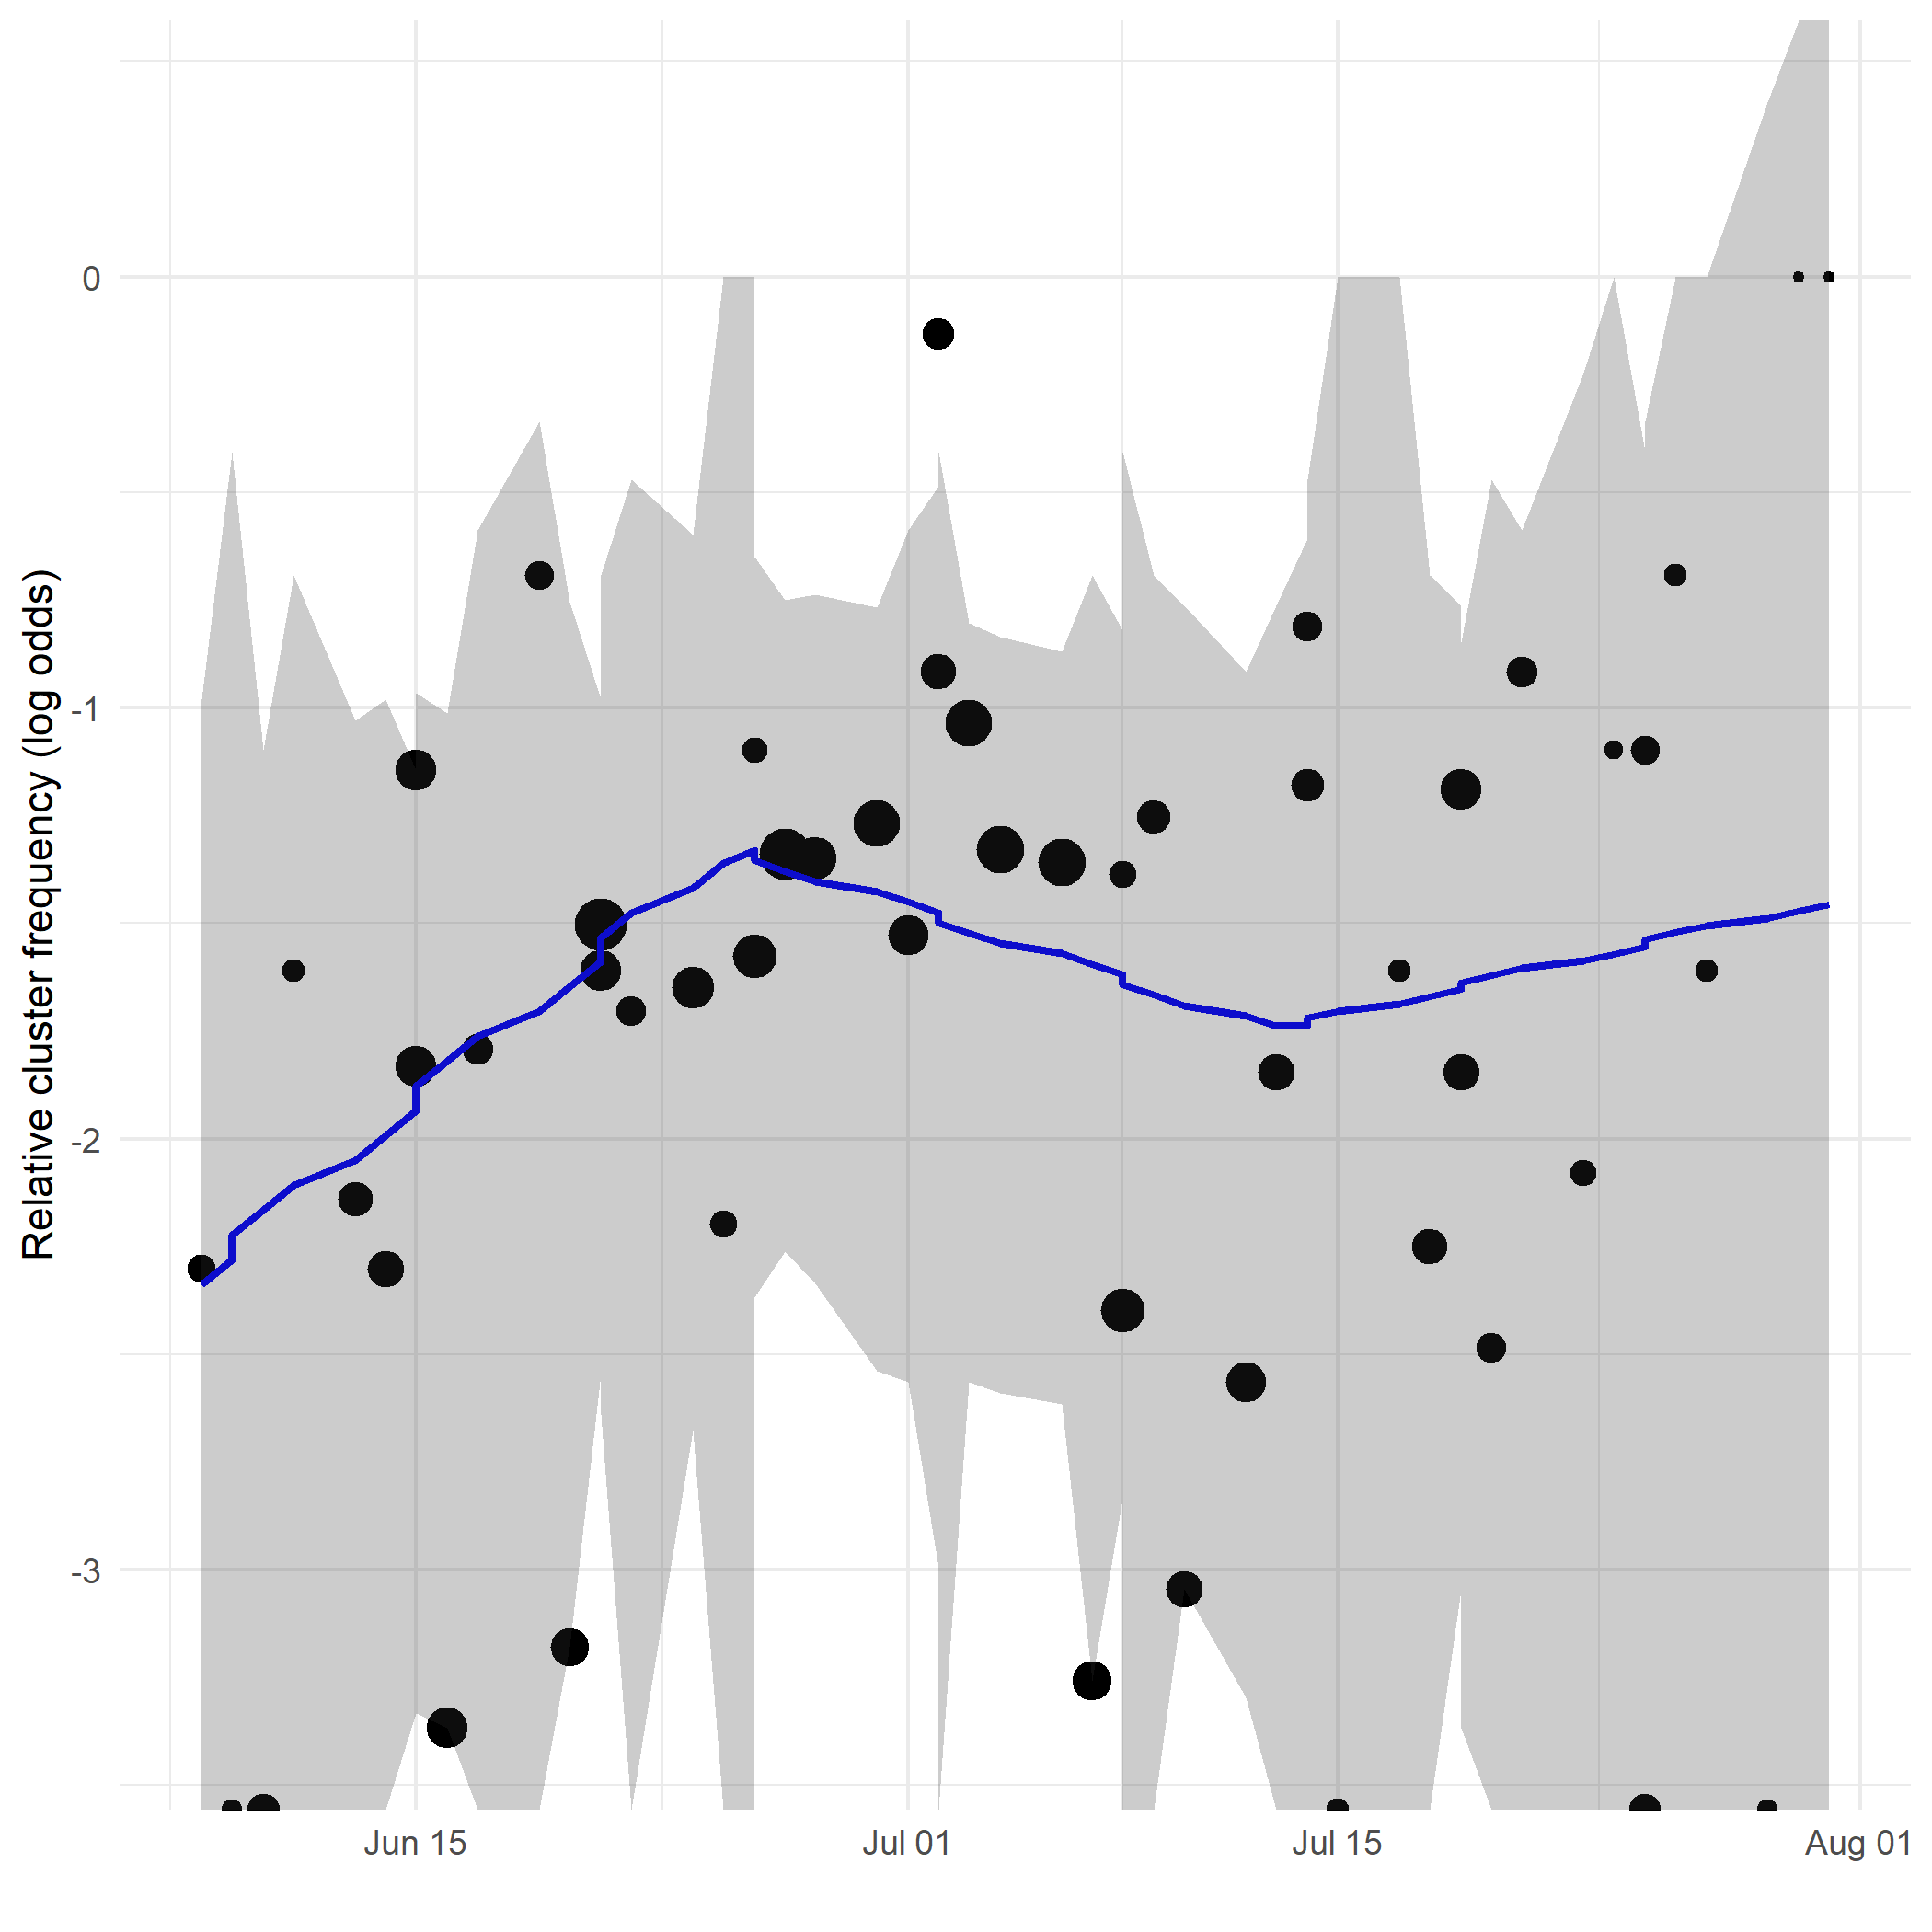 Relative cluster frequency (log odds)
0
-1
-2
-3
Jun 15
Jul 01
Jul 15
Aug 01